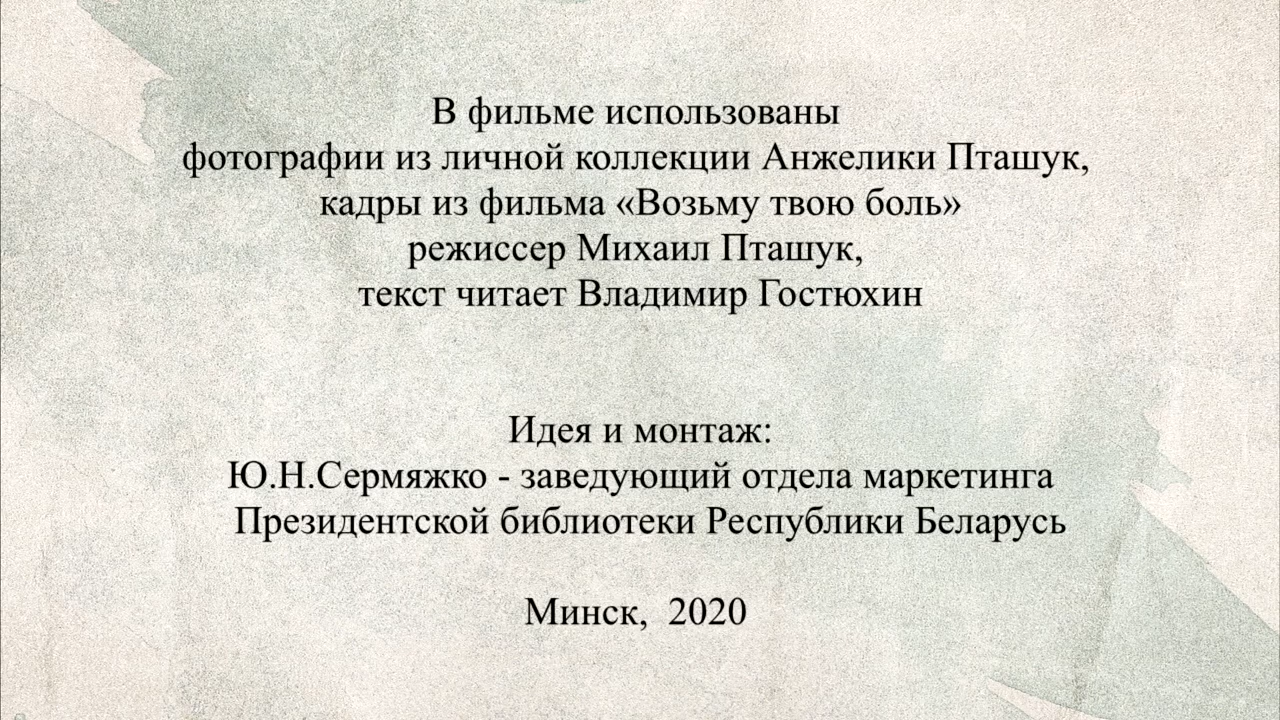 В фильме использованы
фотографии из личной коллекции Анжелики Пташук,
кадры из фильма «Возьму твою боль»
режиссер Михаил Пташук,
текст читает Владимир Гостюхин
Идея и монтаж:
Ю.Н.Сермяжко - заведующий отдела маркетинга
Президентской библиотеки Республики Беларусь
Минск, 2020